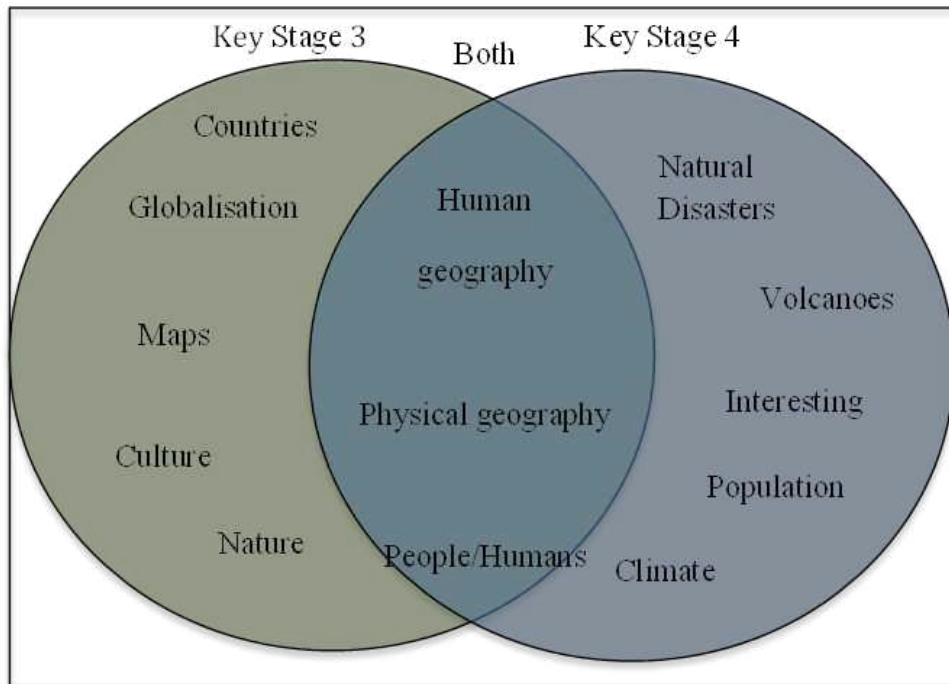 Key Stage 3
Both
Key Stage 4
Countries
Globalisation
Maps
Culture
Nature
Human
geography
Physical geography
People/Humans
Natural
Disasters
Volcanoes
Interesting
Population
Climate